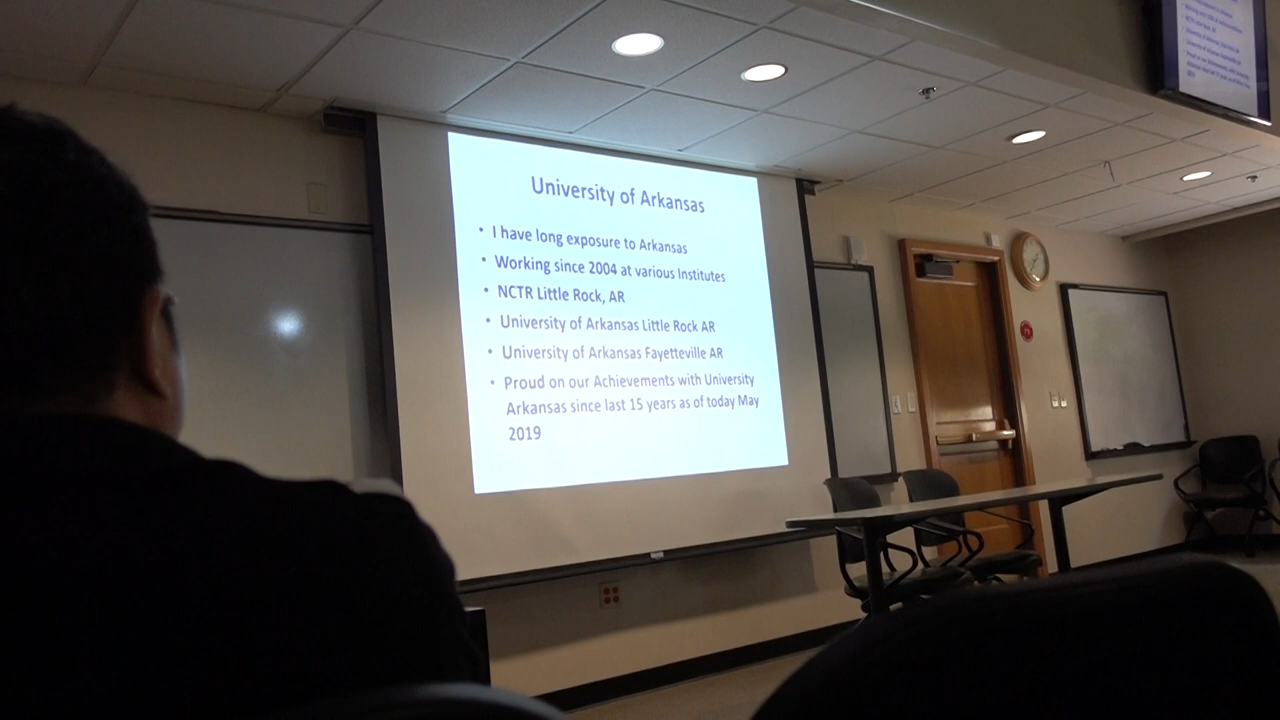 University of Arkansas
• I have long exposure to Arkansas
• Working since 2004 at various Institutes
• NCTR Little Rock, AR
• University of Arkansas Little Rock AR
• University of Arkansas Fayetteville AR
• Proud on our Achievements with University
Arkansas since last 15 years as of today May
2019